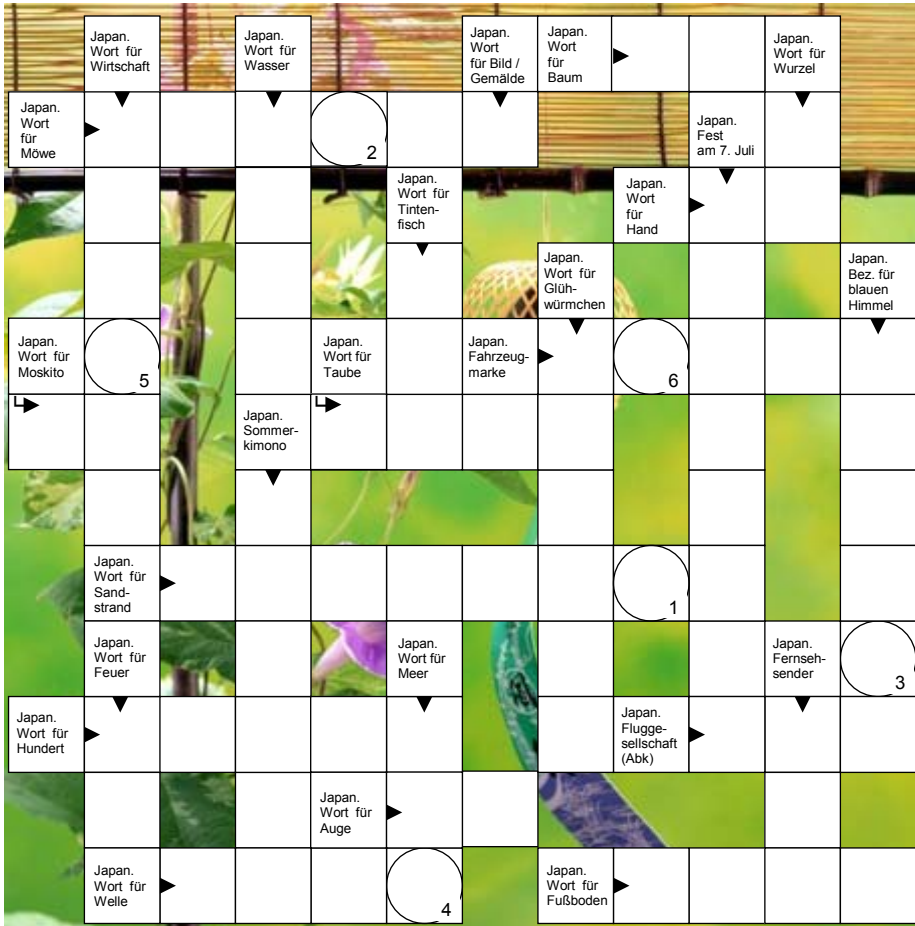 Japan.
Wort für
Wirtschaft
Japan.
Wort für
Wasser
Japan.
Wort
für Bild /
Gemälde
Japan.
Wort
für
Baum
Japan.
Wort für
Wurzel
Japan.
Wort
für
Möwe
2
Japan.
Fest
am 7. Juli
Japan.
Wort für
Tinten-
fisch
Japan.
Wort
für
Hand
Japan.
Wort für
Glüh-
würmchen
Japan.
Bez. für
blauen
Himmel
Japan.
Wort für
Moskito
5
Japan.
Wort für
Taube
Japan.
Fahrzeug-
marke
6
Japan.
Sommer-
kimono
Japan.
Wort für
Sand-
strand
1
Japan.
Wort für
Feuer
Japan.
Wort für
Meer
Japan.
Fernseh-
sender
3
Japan.
Wort für
Hundert
Japan.
Flugge-
sellschaft
(Abk)
Japan.
Wort für
Auge
Japan.
Wort für
Welle
4
Japan.
Wort für
Fußboden